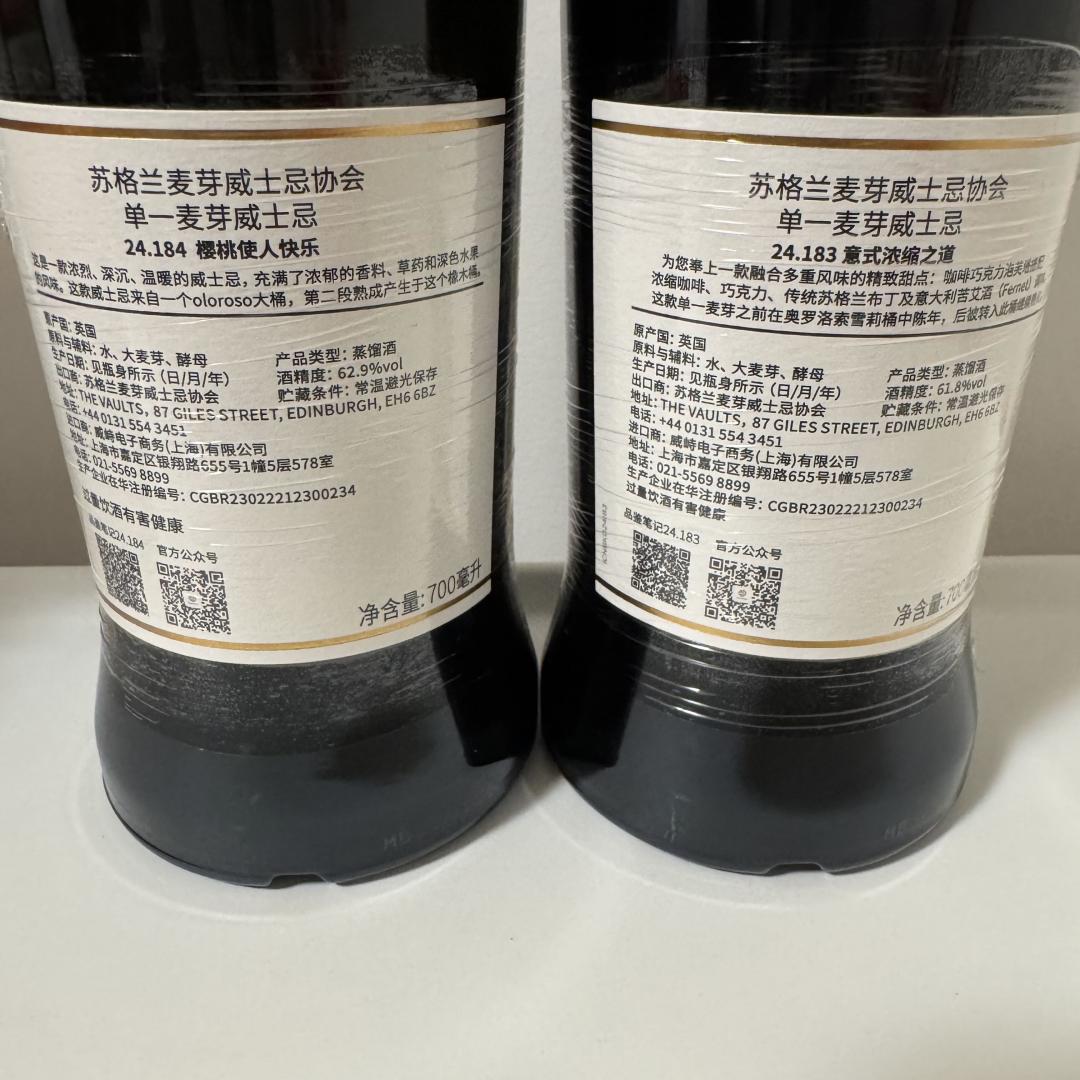 苏格兰麦芽威士忌协会
单一麦芽威士忌
24.184 樱桃使人快乐
这是一款浓烈、深沉、温暖的威士忌，充满了浓郁的香料、草药和深色水果
的风味。这款威士忌来自一个oloroso大桶，第二段熟成产生于这个橡木桶。
原产国: 英国
原料与辅料: 水、大麦芽、酵母
产品类型: 蒸馏酒
生产日期: 见瓶身所示（日/月/年）
酒精度: 62.9%vol
出口商: 苏格兰麦芽威士忌协会
贮藏条件: 常温避光保存
地址: THE VAULTS, 87 GILES STREET, EDINBURGH, EH6 6BZ
电话: +44 0131 554 3451
进口商: 威峙电子商务(上海)有限公司
地址: 上海市嘉定区银翔路655号1幢5层578室
电话: 021-5569 8899
生产企业在华注册编号: CGBR23022212300234
过量饮酒有害健康
品鉴笔记24.184
官方公众号
净含量: 700毫升
苏格兰麦芽威士忌协会
单一麦芽威士忌
24.183 意式浓缩之道
为您奉上一款融合多重风味的精致甜点: 咖啡巧克力泡芙塔搭配
浓缩咖啡、巧克力、传统苏格兰布丁及意大利苦艾酒（Fernet）
这款单一麦芽之前在奥罗洛索雪莉桶中陈年，后被转入此桶继续
原产国: 英国
原料与辅料: 水、大麦芽、酵母
产品类型: 蒸馏酒
生产日期: 见瓶身所示（日/月/年）
酒精度: 61.8%vol
出口商: 苏格兰麦芽威士忌协会
贮藏条件: 常温避光保存
地址: THE VAULTS, 87 GILES STREET, EDINBURGH, EH6 6BZ
电话: +44 0131 554 3451
进口商: 威峙电子商务(上海)有限公司
地址: 上海市嘉定区银翔路655号1幢5层578室
电话: 021-5569 8899
生产企业在华注册编号: CGBR23022212300234
过量饮酒有害健康
品鉴笔记24.183
官方公众号
净含量: 700毫